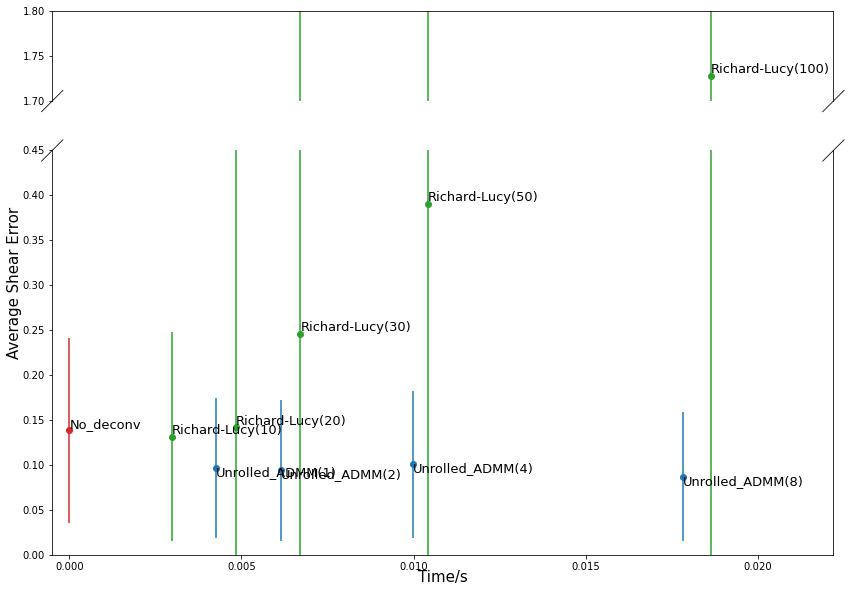 1.80
1.75
Richard-Lucy(100)
1.70
0.45
0.40
Richard-Lucy(50)
0.35
Average Shear Error
0.30
0.25
Richard-Lucy(30)
0.20
0.15
No_deconv
Richard-Lucy(20)
Richard-Lucy(10)
0.10
Unrolled_ADMM(1)
Unrolled_ADMM(2)
Unrolled_ADMM(4)
Unrolled_ADMM(8)
0.05
0.00
0.000
0.005
0.010
0.015
0.020
Time/s